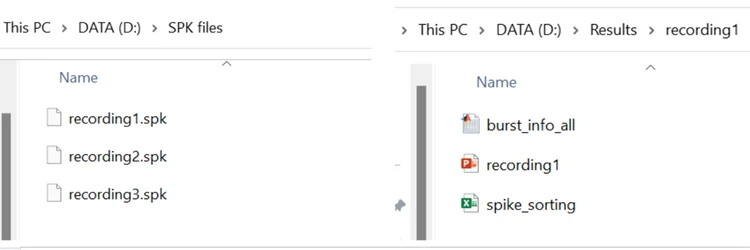 This PC > DATA (D:) > SPK files
Name
recording1.spk
recording2.spk
recording3.spk
> This PC > DATA (D:) > Results > recording1
Name
burst_info_all
recording1
spike_sorting